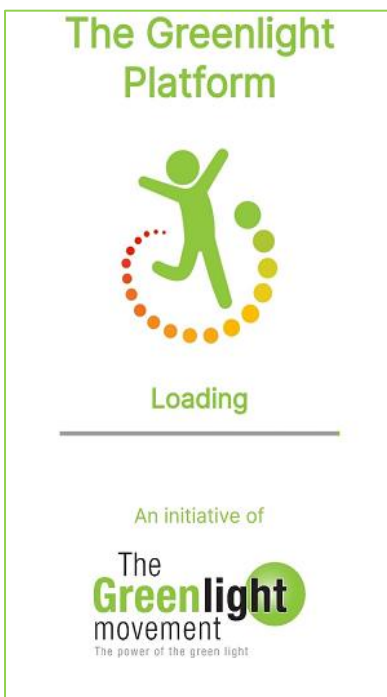 The Greenlight
Platform
Loading
An initiative of
The
Greenlight
movement
The power of the green light